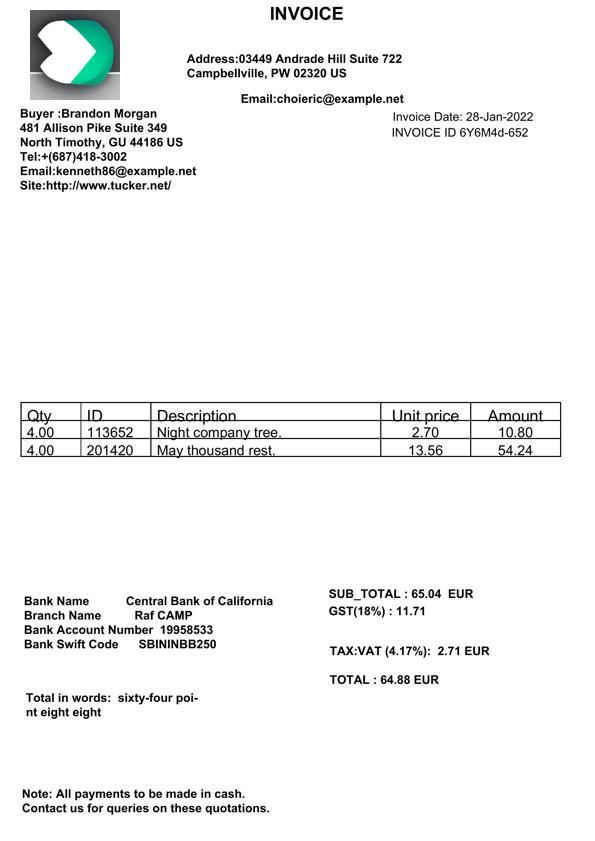 INVOICE
Address:03449 Andrade Hill Suite 722
Campbellville, PW 02320 US
Email:choieric@example.net
Buyer :Brandon Morgan
481 Allison Pike Suite 349
North Timothy, GU 44186 US
Tel:+(687)418-3002
Email:kenneth86@example.net
Site:http://www.tucker.net/
Invoice Date: 28-Jan-2022
INVOICE ID 6Y6M4d-652
Qty ID Description Unit price Amount
4.00 113652 Night company tree. 2.70 10.80
4.00 201420 May thousand rest. 13.56 54.24
Bank Name Central Bank of California
Branch Name Raf CAMP
Bank Account Number 19958533
Bank Swift Code SBININBB250
SUB_TOTAL : 65.04 EUR
GST(18%) : 11.71
TAX:VAT (4.17%): 2.71 EUR
TOTAL : 64.88 EUR
Total in words: sixty-four poi-
nt eight eight
Note: All payments to be made in cash.
Contact us for queries on these quotations.